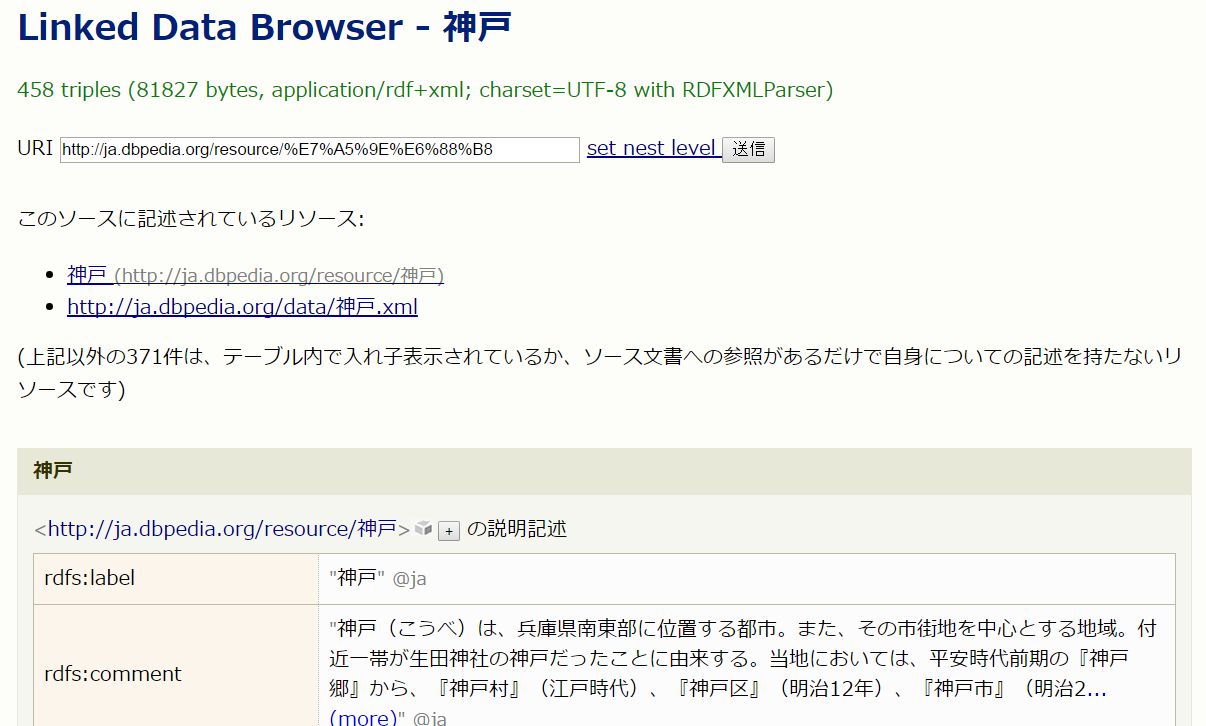 Linked Data Browser - 神戸
458 triples (81827 bytes, application/rdf+xml; charset=UTF-8 with RDFXMLParser)
URI http://ja.dbpedia.org/resource/%E7%A5%9E%E6%88%B8 set nest level 送信
このソースに記述されているリソース:
• 神戸 (http://ja.dbpedia.org/resource/神戸)
• http://ja.dbpedia.org/data/神戸.xml
(上記以外の371件は、テーブル内で入れ子表示されているか、ソース文書への参照があるだけで自身についての記述を持たないリ
ソースです)
神戸
<http://ja.dbpedia.org/resource/神戸> + の説明記述
rdfs:label "神戸" @ja
rdfs:comment
"神戸（こうべ）は、兵庫県南東部に位置する都市。また、その市街地を中心とする地域。付
近一帯が生田神社の神戸だったことに由来する。当地においては、平安時代前期の『神戸
郷』から、『神戸村』（江戸時代）、『神戸区』（明治12年）、『神戸市』（明治2...
(more)" @ja